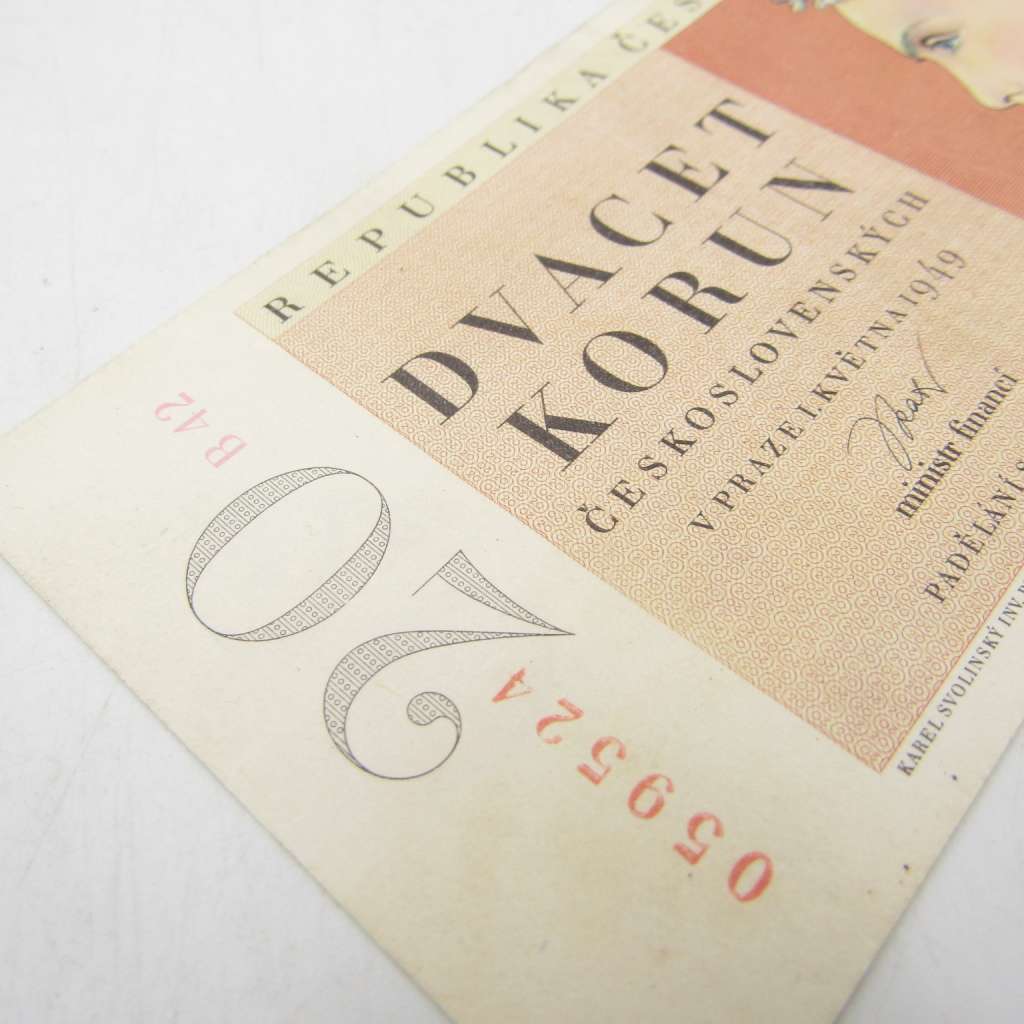 REPUBLIKA ČES
DVACET
KORUN
ČESKOSLOVENSKÝCH
V PRAZE 1. KVĚTNA 1949
ministr financí
PADĚLÁNÍ S
KAREL SVOLINSKÝ INV.
B 42
20
059524